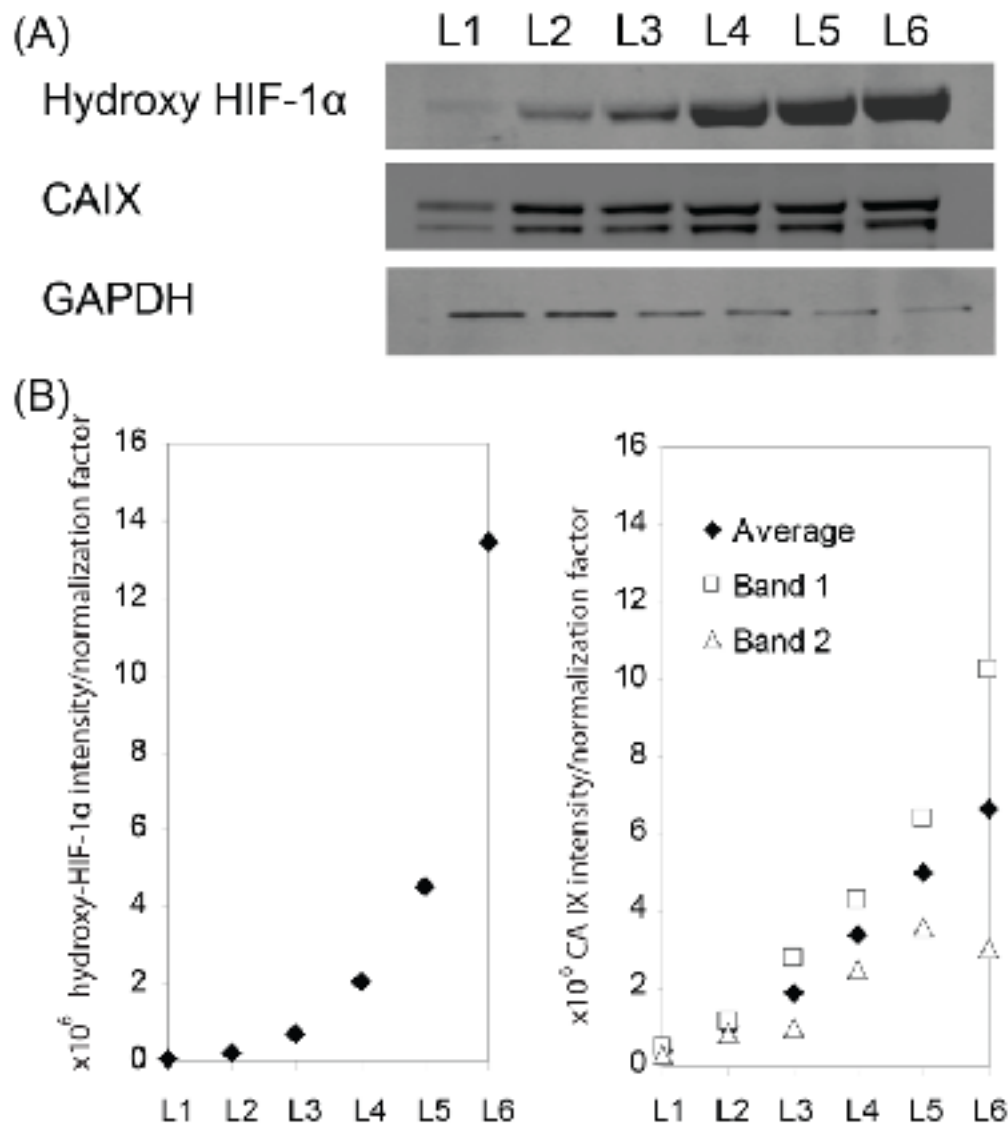 (A)
L1 L2 L3 L4 L5 L6
Hydroxy HIF-1α
CAIX
GAPDH
(B)
x10⁶ hydroxy-HIF-1α intensity/normalization factor
16
14
12
10
8
6
4
2
0
L1 L2 L3 L4 L5 L6
x10⁶ CA IX intensity/normalization factor
16
14
12
10
8
6
4
2
0
Average
Band 1
Band 2
L1 L2 L3 L4 L5 L6